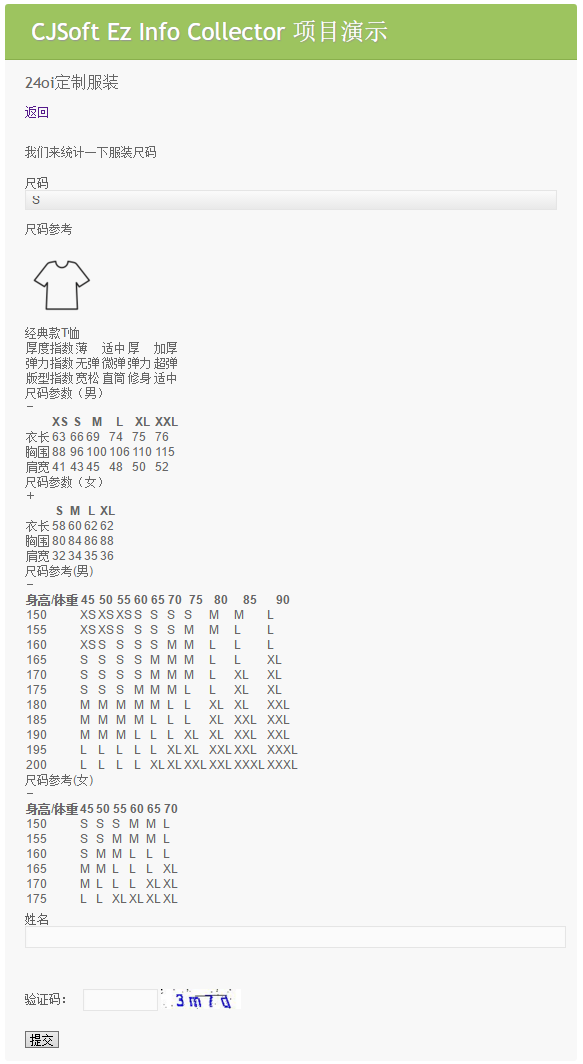 CJSoft Ez Info Collector 项目演示
24oi定制服装
返回
我们来统计一下服装尺码
尺码
S
尺码参考
经典款T恤
厚度指数 薄 适中 厚 加厚
弹力指数 无弹 微弹 弹力 超弹
版型指数 宽松 直筒 修身 适中
尺码参数（男）
−
XS S M L XL XXL
衣长 63 66 69 74 75 76
胸围 88 96 100 106 110 115
肩宽 41 43 45 48 50 52
尺码参数（女）
+
S M L XL
衣长 58 60 62 62
胸围 80 84 86 88
肩宽 32 34 35 36
尺码参考(男)
−
身高/体重 45 50 55 60 65 70 75 80 85 90
150 XS XS XS S S S S M M L
155 XS XS S S S S M M L L
160 XS S S S S M M L L L
165 S S S S M M M L L XL
170 S S S S M M M L XL XL
175 S S S M M M L L XL XL
180 M M M M M L L XL XL XXL
185 M M M M L L L XL XXL XXL
190 M M M L L L XL XL XXL XXL
195 L L L L L XL XL XXL XXL XXXL
200 L L L L XL XL XXL XXL XXXL XXXL
尺码参考(女)
−
身高/体重 45 50 55 60 65 70
150 S S S M M L
155 S S M M M L
160 S M M L L L
165 M M L L L XL
170 M L L L XL XL
175 L L XL XL XL XL
姓名
验证码：
提交